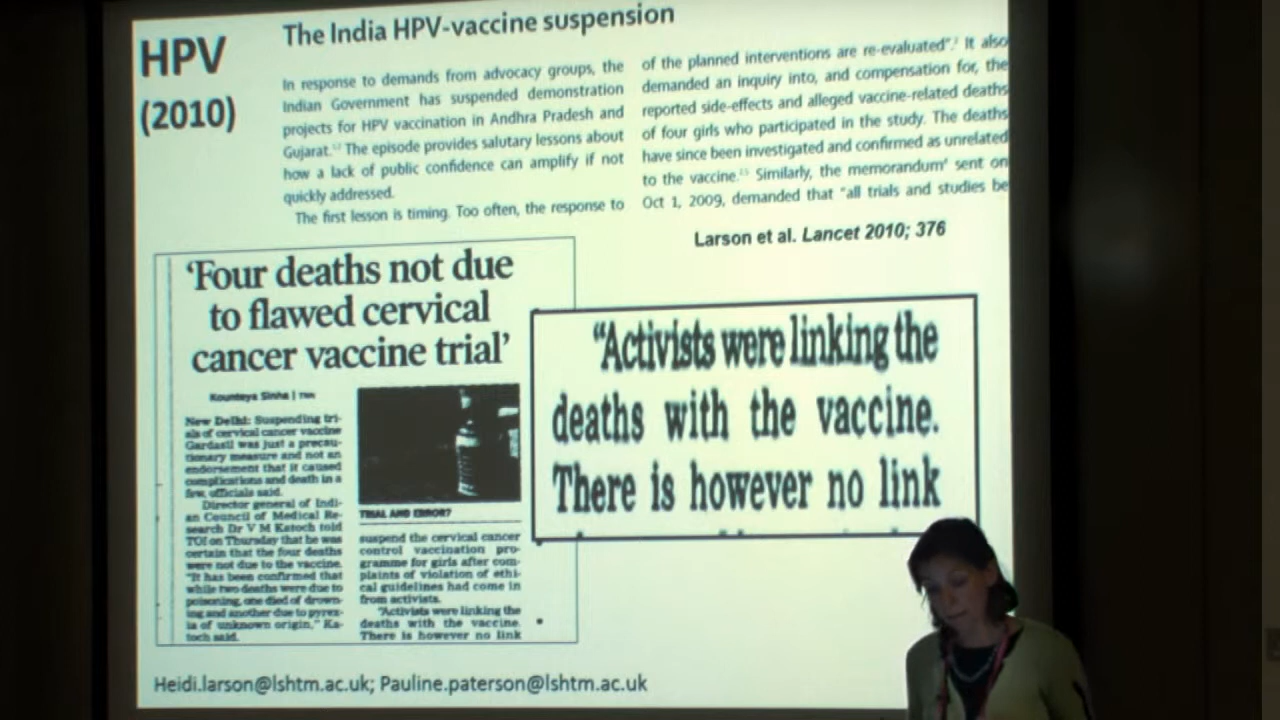 HPV
(2010)
The India HPV-vaccine suspension
In response to demands from advocacy groups, the
Indian Government has suspended demonstration
projects for HPV vaccination in Andhra Pradesh and
Gujarat.¹² The episode provides salutary lessons about
how a lack of public confidence can amplify if not
quickly addressed.
The first lesson is timing. Too often, the response to
of the planned interventions are re-evaluated”.² It also
demanded an inquiry into, and compensation for, the
reported side-effects and alleged vaccine-related deaths
of four girls who participated in the study. The deaths
have since been investigated and confirmed as unrelated
to the vaccine. Similarly, the memorandum¹ sent on
Oct 1, 2009, demanded that “all trials and studies be
Larson et al. Lancet 2010; 376
‘Four deaths not due
to flawed cervical
cancer vaccine trial’
Kounteya Sinha | TNN
New Delhi: Suspending tri-
als of cervical cancer vaccine
Gardasil was just a precau-
tionary measure and not an
endorsement that it caused
complications and death in a
few, officials said.
Director general of Indi-
an Council of Medical Re-
search Dr V M Katoch told
TOI on Thursday that he was
certain that the four deaths
were not due to the vaccine.
"It has been confirmed that
while two deaths were due to
poisoning, one died of drown-
ing and another due to pyrex-
ia of unknown origin," Ka-
toch said.
TRIAL AND ERROR?
suspend the cervical cancer
control vaccination pro-
gramme for girls after com-
plaints of violation of ethi-
cal guidelines had come in
from activists.
"Activists were linking the
deaths with the vaccine.
There is however no link
“Activists were linking the
deaths with the vaccine.
There is however no link
Heidi.larson@lshtm.ac.uk; Pauline.paterson@lshtm.ac.uk